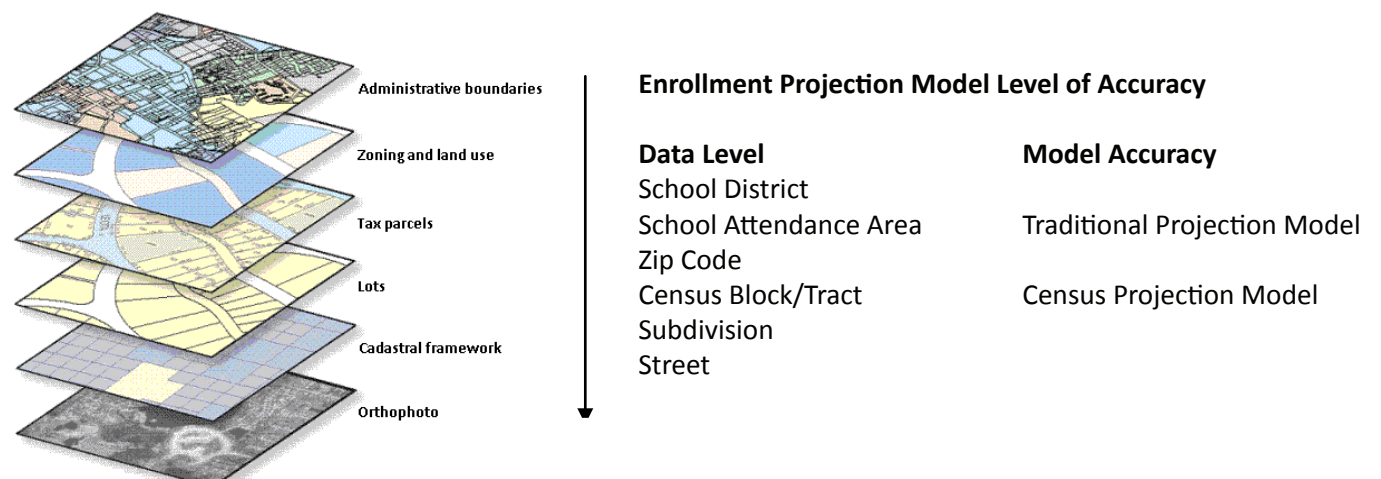 Administrative boundaries
Zoning and land use
Tax parcels
Lots
Cadastral framework
Orthophoto
Enrollment Projection Model Level of Accuracy
Data Level Model Accuracy
School District
School Attendance Area Traditional Projection Model
Zip Code
Census Block/Tract Census Projection Model
Subdivision
Street